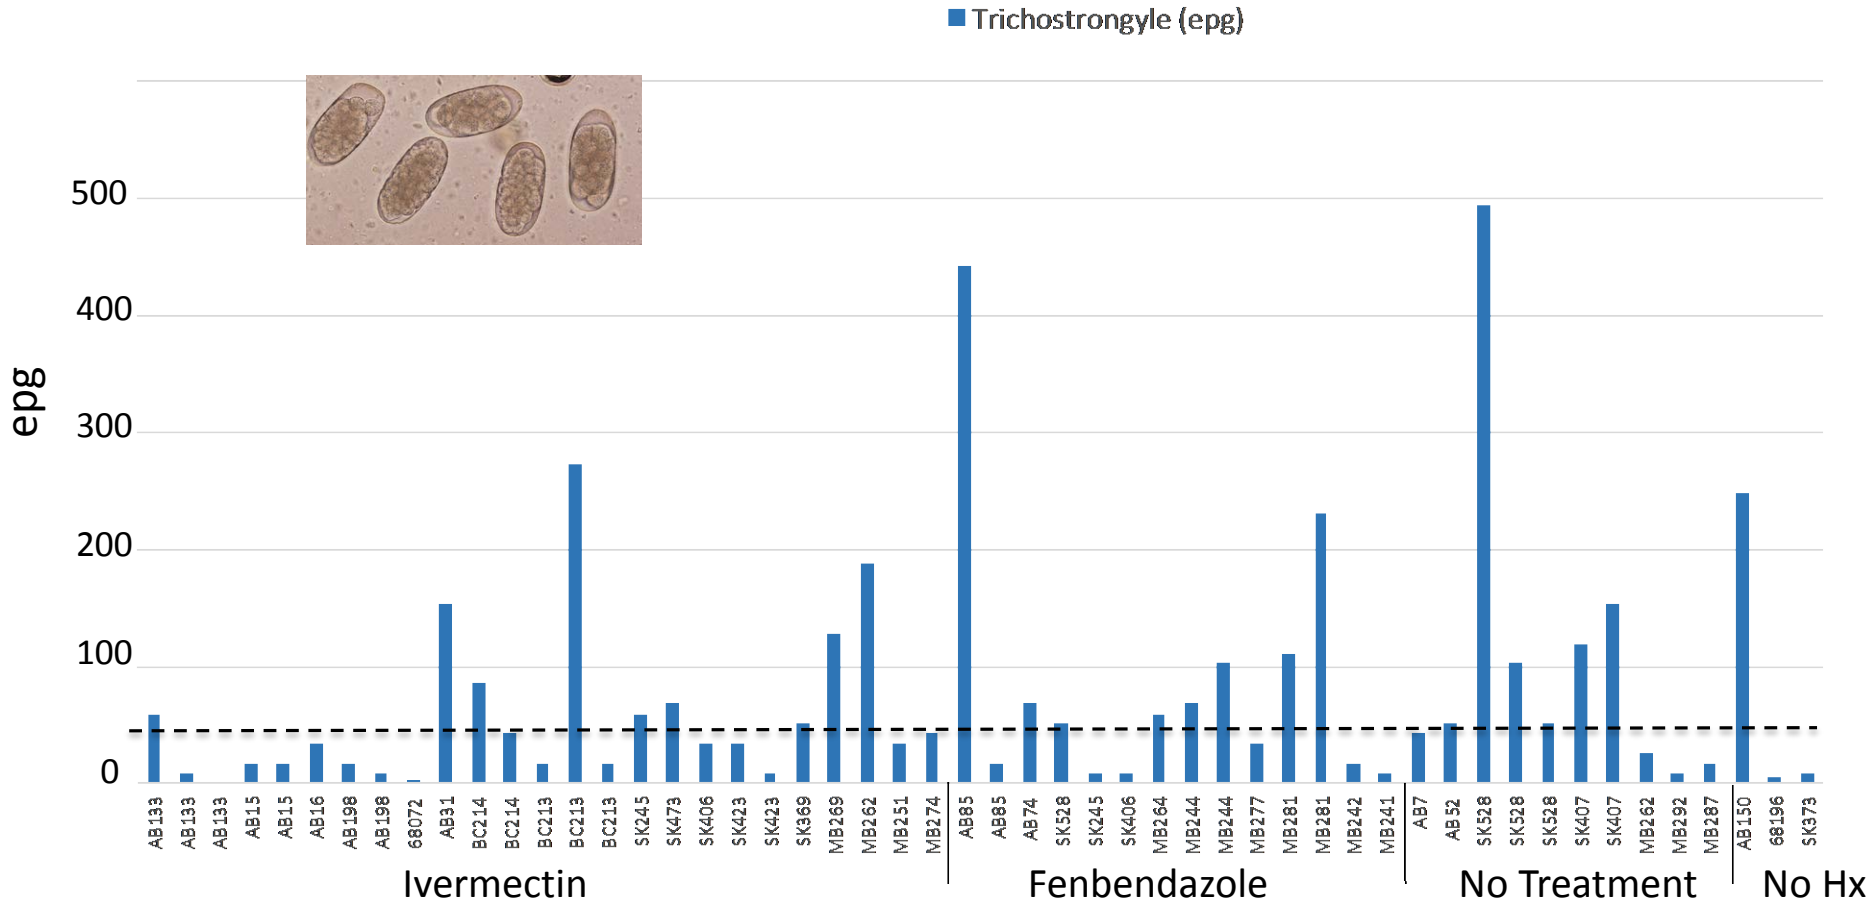 Trichostrongyle (epg)
epg
500
400
300
200
100
0
AB133
AB133
AB133
AB15
AB15
AB16
AB198
AB198
68072
AB31
BC214
BC214
BC213
BC213
BC213
SK245
SK473
SK406
SK423
SK423
SK369
MB269
MB262
MB251
MB274
AB85
AB85
AB74
SK528
SK245
SK406
MB264
MB244
MB244
MB277
MB281
MB281
MB242
MB241
AB7
AB52
SK528
SK528
SK528
SK407
SK407
MB262
MB292
MB287
AB150
68196
SK373
Ivermectin
Fenbendazole
No Treatment
No Hx